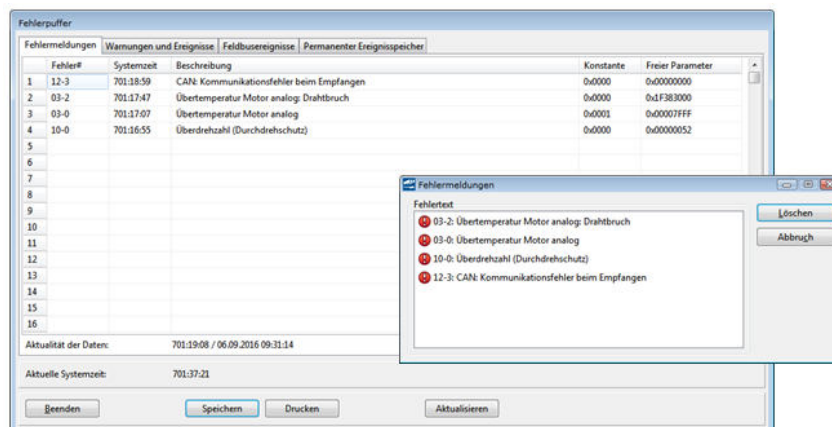 Fehlerpuffer
Fehlermeldungen Warnungen und Ereignisse Feldbusereignisse Permanenter Ereignisspeicher
Fehler# Systemzeit Beschreibung Konstante Freier Parameter
1 12-3 701:18:59 CAN: Kommunikationsfehler beim Empfangen 0x0000 0x00000000
2 03-2 701:17:47 Übertemperatur Motor analog: Drahtbruch 0x0000 0x1F383000
3 03-0 701:17:07 Übertemperatur Motor analog 0x0001 0x00007FFF
4 10-0 701:16:55 Überdrehzahl (Durchdrehschutz) 0x0000 0x00000052
5
6
7
8
9
10
11
12
13
14
15
16
Aktualität der Daten: 701:19:08 / 06.09.2016 09:31:14
Aktuelle Systemzeit: 701:37:21
Beenden Speichern Drucken Aktualisieren
Fehlermeldungen
Fehlertext
03-2: Übertemperatur Motor analog: Drahtbruch
03-0: Übertemperatur Motor analog
10-0: Überdrehzahl (Durchdrehschutz)
12-3: CAN: Kommunikationsfehler beim Empfangen
Löschen
Abbruch